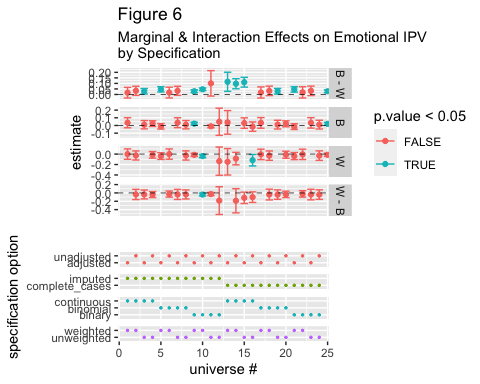 Figure 6
Marginal & Interaction Effects on Emotional IPV
by Specification
estimate
0.20
0.15
0.10
0.05
0.00
B - W
0.1
0.0
-0.1
B
0.0
-0.2
-0.4
W
0.2
0.0
-0.2
-0.4
W - B
p.value < 0.05
FALSE
TRUE
specification option
unadjusted
adjusted
imputed
complete_cases
continuous
binomial
binary
weighted
unweighted
0 5 10 15 20 25
universe #